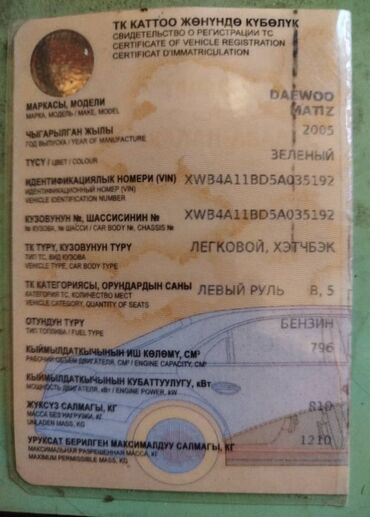 ТК КАТТОО ЖӨНҮНДӨ КҮБӨЛҮК
СВИДЕТЕЛЬСТВО О РЕГИСТРАЦИИ ТС
CERTIFICATE OF VEHICLE REGISTRATION
CERTIFICAT D'IMMATRICULATION
МАРКАСЫ, МОДЕЛИ DAEWOO
МАРКА, МОДЕЛЬ / MAKE, MODEL MATIZ
ЧЫГАРЫЛГАН ЖЫЛЫ 2005
ГОД ВЫПУСКА / YEAR OF MANUFACTURE
ТҮСҮ / ЦВЕТ / COLOUR ЗЕЛЕНЫЙ
ИДЕНТИФИКАЦИЯЛЫК НОМЕРИ (VIN) XWB4A11BD5A035192
ИДЕНТИФИКАЦИОННЫЙ НОМЕР (VIN)
VEHICLE IDENTIFICATION NUMBER
КУЗОВУНУН №, ШАССИСИНИН № XWB4A11BD5A035192
№ КУЗОВА, № ШАССИ / CAR BODY №, CHASSIS №
ТК ТҮРҮ, КУЗОВУНУН ТҮРҮ ЛЕГКОВОЙ, ХЭТЧБЭК
ТИП ТС, ВИД КУЗОВА
VEHICLE TYPE, CAR BODY TYPE
ТК КАТЕГОРИЯСЫ, ОРУНДАРДЫН САНЫ ЛЕВЫЙ РУЛЬ B, 5
КАТЕГОРИЯ ТС, КОЛИЧЕСТВО МЕСТ
VEHICLE CATEGORY, QUANTITY OF SEATS
ОТУНДУН ТҮРҮ БЕНЗИН
ТИП ТОПЛИВА / FUEL TYPE
КЫЙМЫЛДАТКЫЧЫНЫН ИШ КӨЛӨМҮ, СМ³ 796
РАБОЧИЙ ОБЪЕМ ДВИГАТЕЛЯ, СМ³ / ENGINE CAPACITY, CM³
КЫЙМЫЛДАТКЫЧЫНЫН КУБАТТУУЛУГУ, кВт
МОЩНОСТЬ ДВИГАТЕЛЯ, кВт / ENGINE POWER, kW
ЖҮКСҮЗ САЛМАГЫ, КГ 810
МАССА БЕЗ НАГРУЗКИ, КГ
UNLADEN MASS, KG
УРУКСАТ БЕРИЛГЕН МАКСИМАЛДУУ САЛМАГЫ, КГ 1210
МАКСИМАЛЬНАЯ РАЗРЕШЕННАЯ МАССА, КГ
MAXIMUM PERMISSIBLE MASS, KG